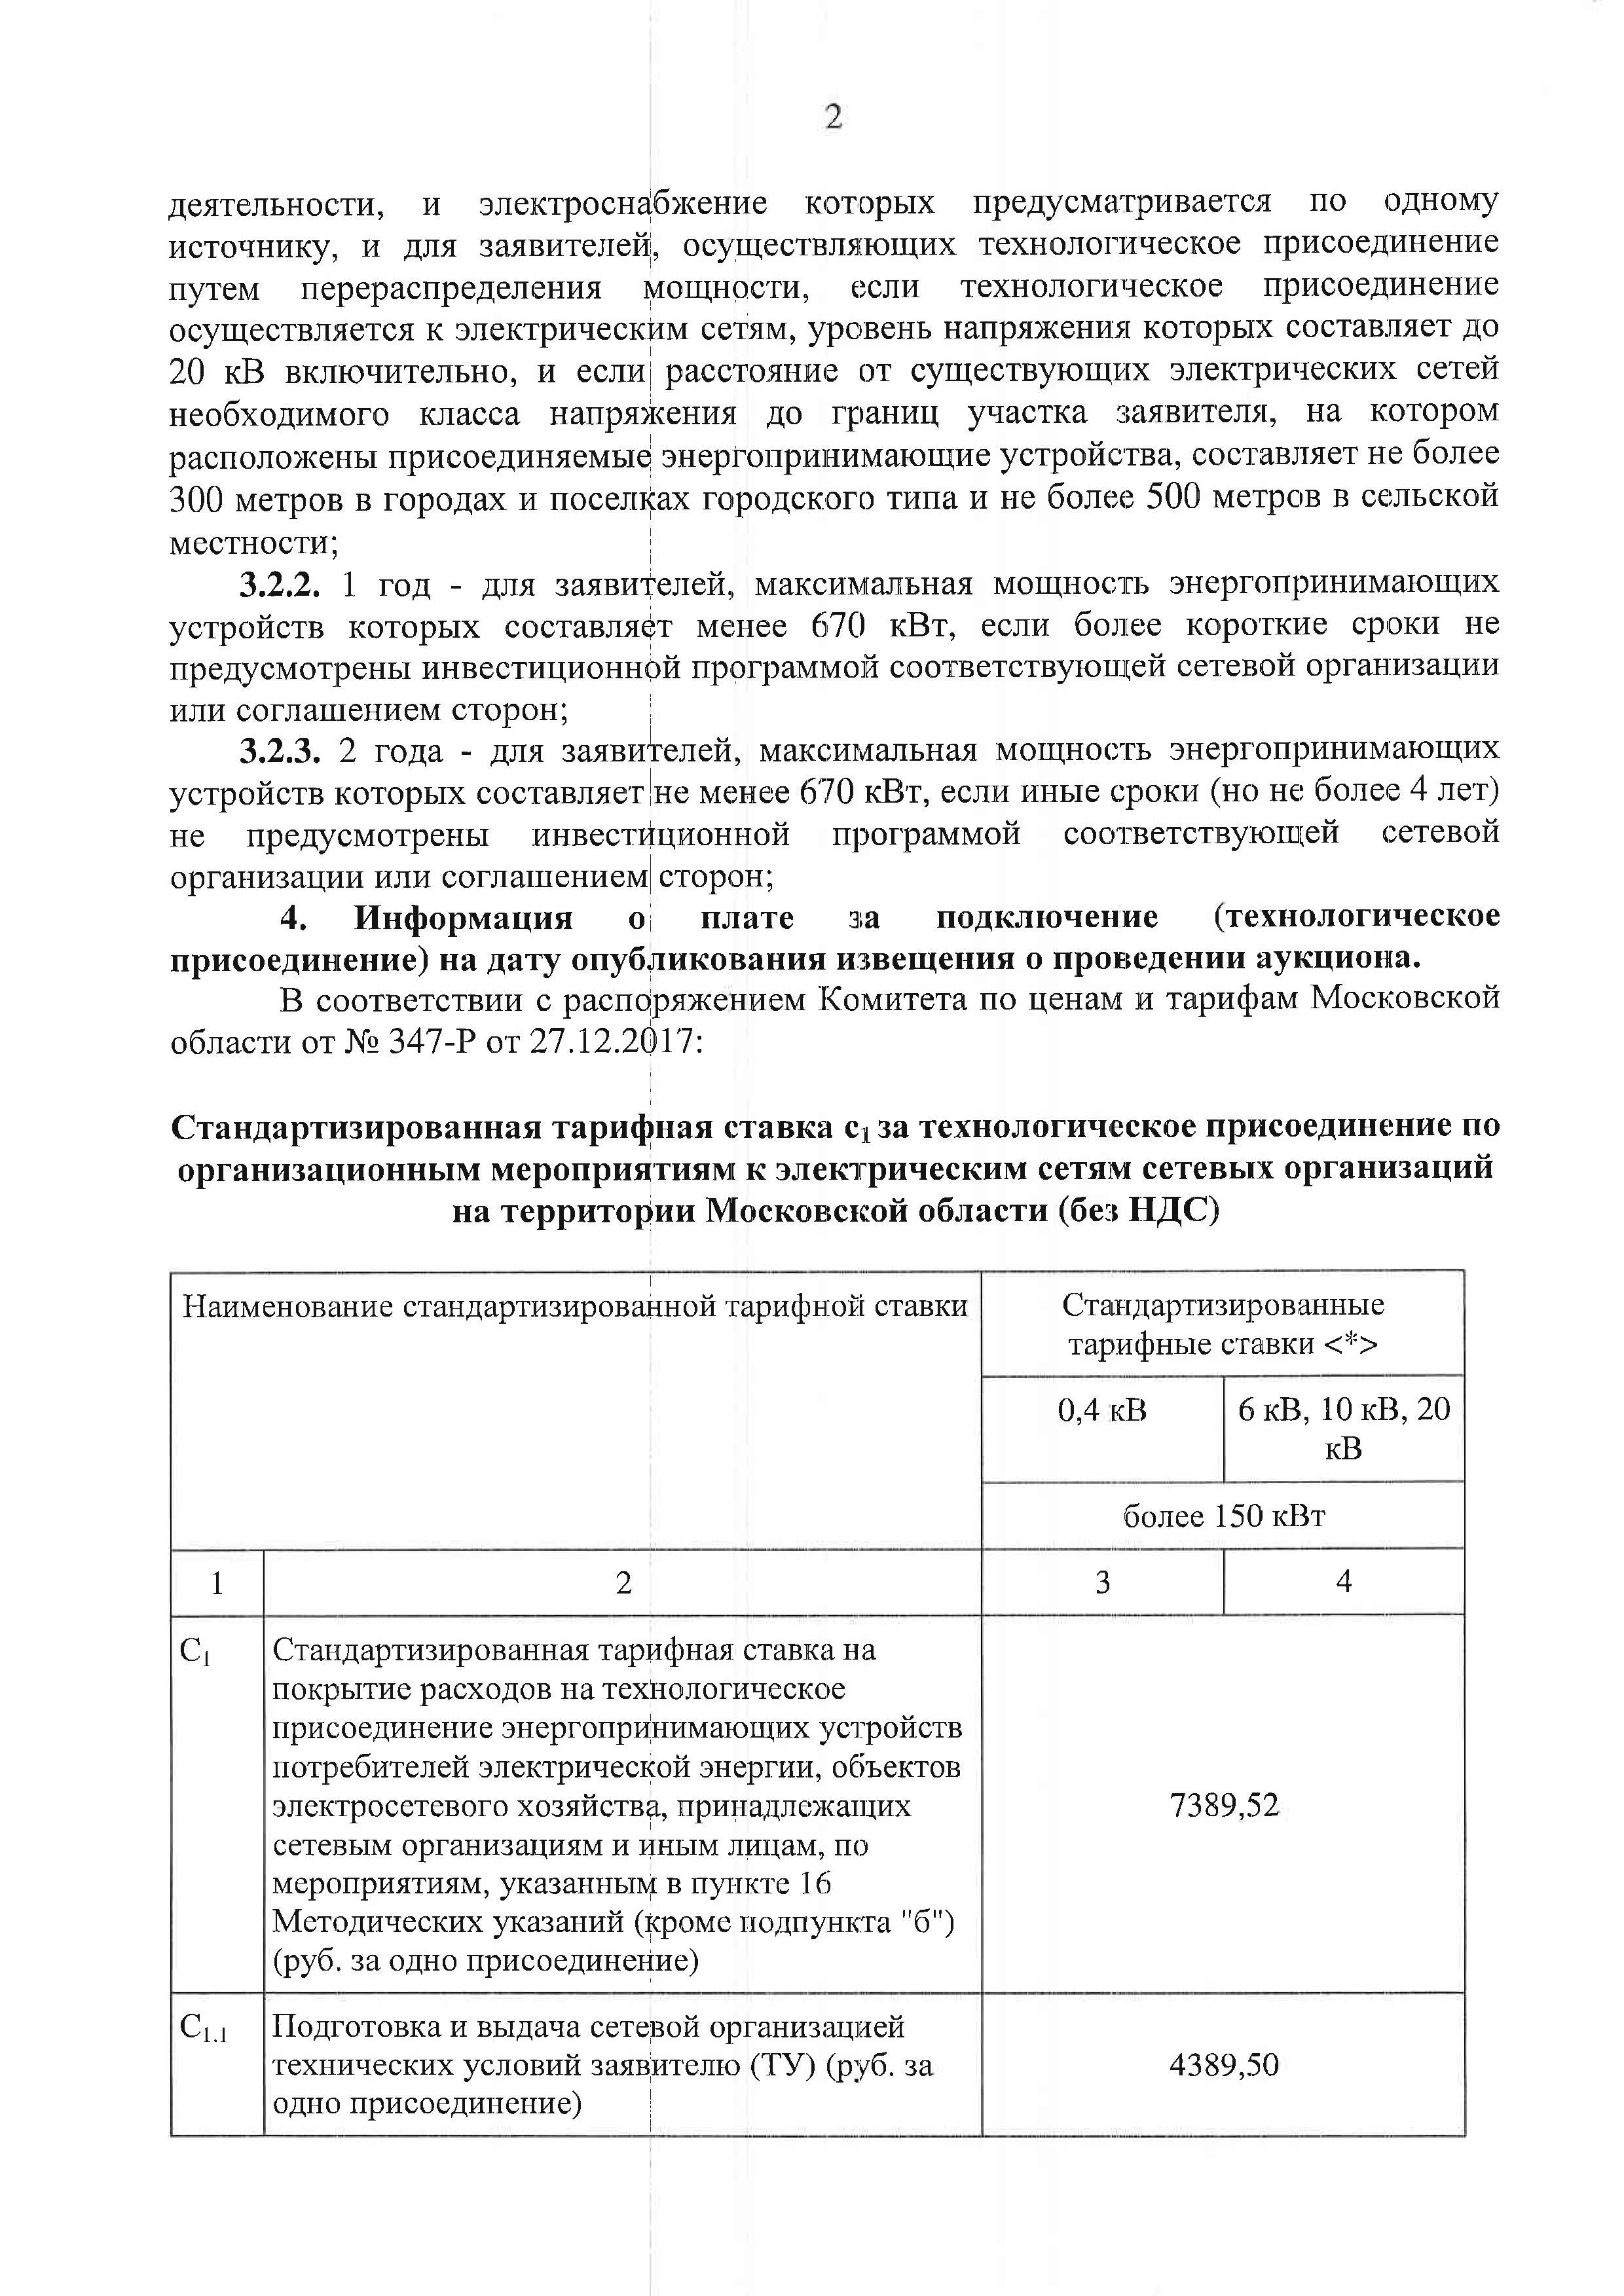 2
деятельности, и электроснабжение которых предусматривается по одному
источнику, и для заявителей, осуществляющих технологическое присоединение
путем перераспределения мощности, если технологическое присоединение
осуществляется к электрическим сетям, уровень напряжения которых составляет до
20 кВ включительно, и если расстояние от существующих электрических сетей
необходимого класса напряжения до границ участка заявителя, на котором
расположены присоединяемые энергопринимающие устройства, составляет не более
300 метров в городах и поселках городского типа и не более 500 метров в сельской
местности;
3.2.2. 1 год - для заявителей, максимальная мощность энергопринимающих
устройств которых составляет менее 670 кВт, если более короткие сроки не
предусмотрены инвестиционной программой соответствующей сетевой организации
или соглашением сторон;
3.2.3. 2 года - для заявителей, максимальная мощность энергопринимающих
устройств которых составляет не менее 670 кВт, если иные сроки (но не более 4 лет)
не предусмотрены инвестиционной программой соответствующей сетевой
организации или соглашением сторон;
4. Информация о плате за подключение (технологическое
присоединение) на дату опубликования извещения о проведении аукциона.
В соответствии с распоряжением Комитета по ценам и тарифам Московской
области от № 347-Р от 27.12.2017:
Стандартизированная тарифная ставка c1 за технологическое присоединение по
организационным мероприятиям к электрическим сетям сетевых организаций
на территории Московской области (без НДС)
Наименование стандартизированной тарифной ставки
Стандартизированные
тарифные ставки <*>
0,4 кВ
6 кВ, 10 кВ, 20
кВ
более 150 кВт
1
2
3
4
C1
Стандартизированная тарифная ставка на
покрытие расходов на технологическое
присоединение энергопринимающих устройств
потребителей электрической энергии, объектов
электросетевого хозяйства, принадлежащих
сетевым организациям и иным лицам, по
мероприятиям, указанным в пункте 16
Методических указаний (кроме подпункта "б")
(руб. за одно присоединение)
7389,52
C1.1
Подготовка и выдача сетевой организацией
технических условий заявителю (ТУ) (руб. за
одно присоединение)
4389,50